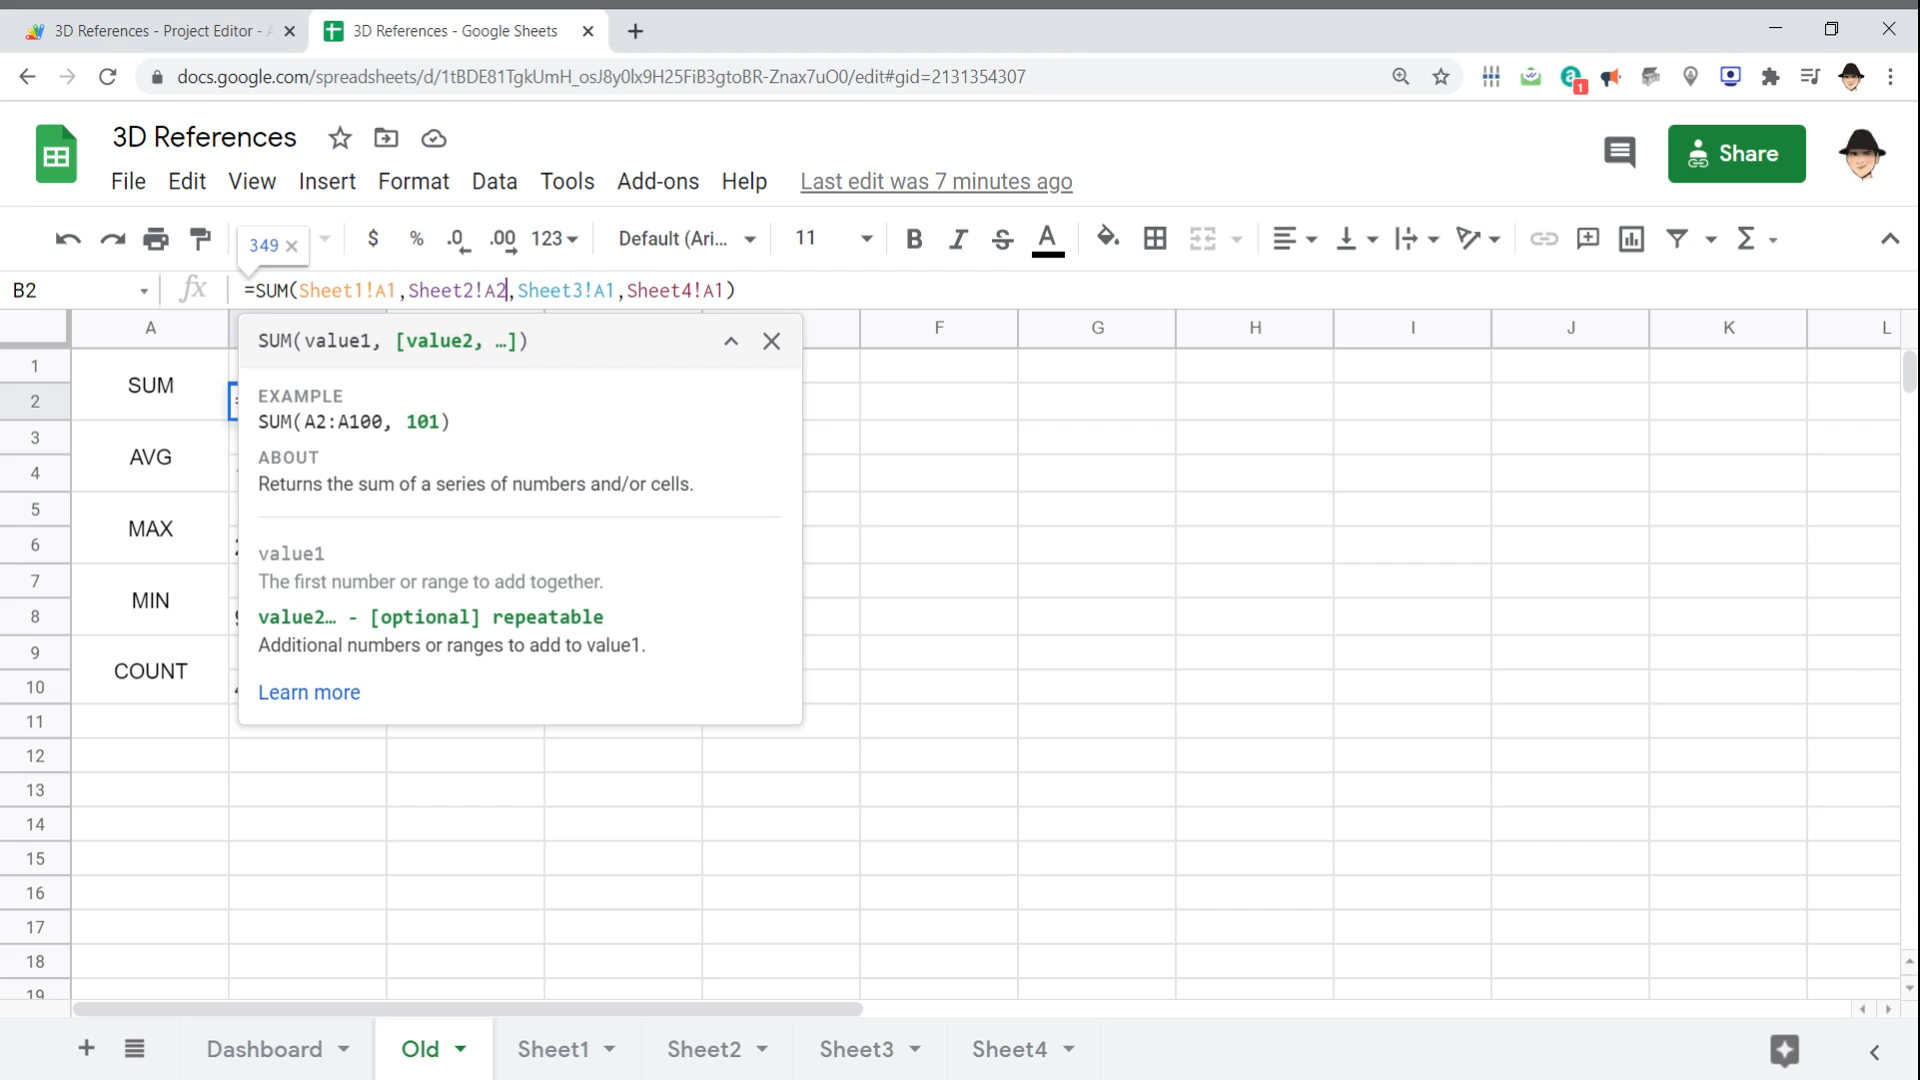 3D References - Project Editor -
3D References - Google Sheets
docs.google.com/spreadsheets/d/1tBDE81TgkUmH_osJ8y0lx9H25FiB3gtoBR-Znax7uO0/edit#gid=2131354307
1
3D References
Share
File Edit View Insert Format Data Tools Add-ons Help Last edit was 7 minutes ago
349 $ % .0 .00 123 Default (Ari... 11 B I S A
B2 fx =SUM(Sheet1!A1,Sheet2!A2,Sheet3!A1,Sheet4!A1)
A F G H I J K L
SUM(value1, [value2, …])
1
SUM
2
EXAMPLE
SUM(A2:A100, 101)
3
AVG
4
ABOUT
Returns the sum of a series of numbers and/or cells.
5
MAX
6
value1
The first number or range to add together.
7
MIN
8
value2… - [optional] repeatable
Additional numbers or ranges to add to value1.
9
COUNT
10
Learn more
11
12
13
14
15
16
17
18
19
Dashboard Old Sheet1 Sheet2 Sheet3 Sheet4